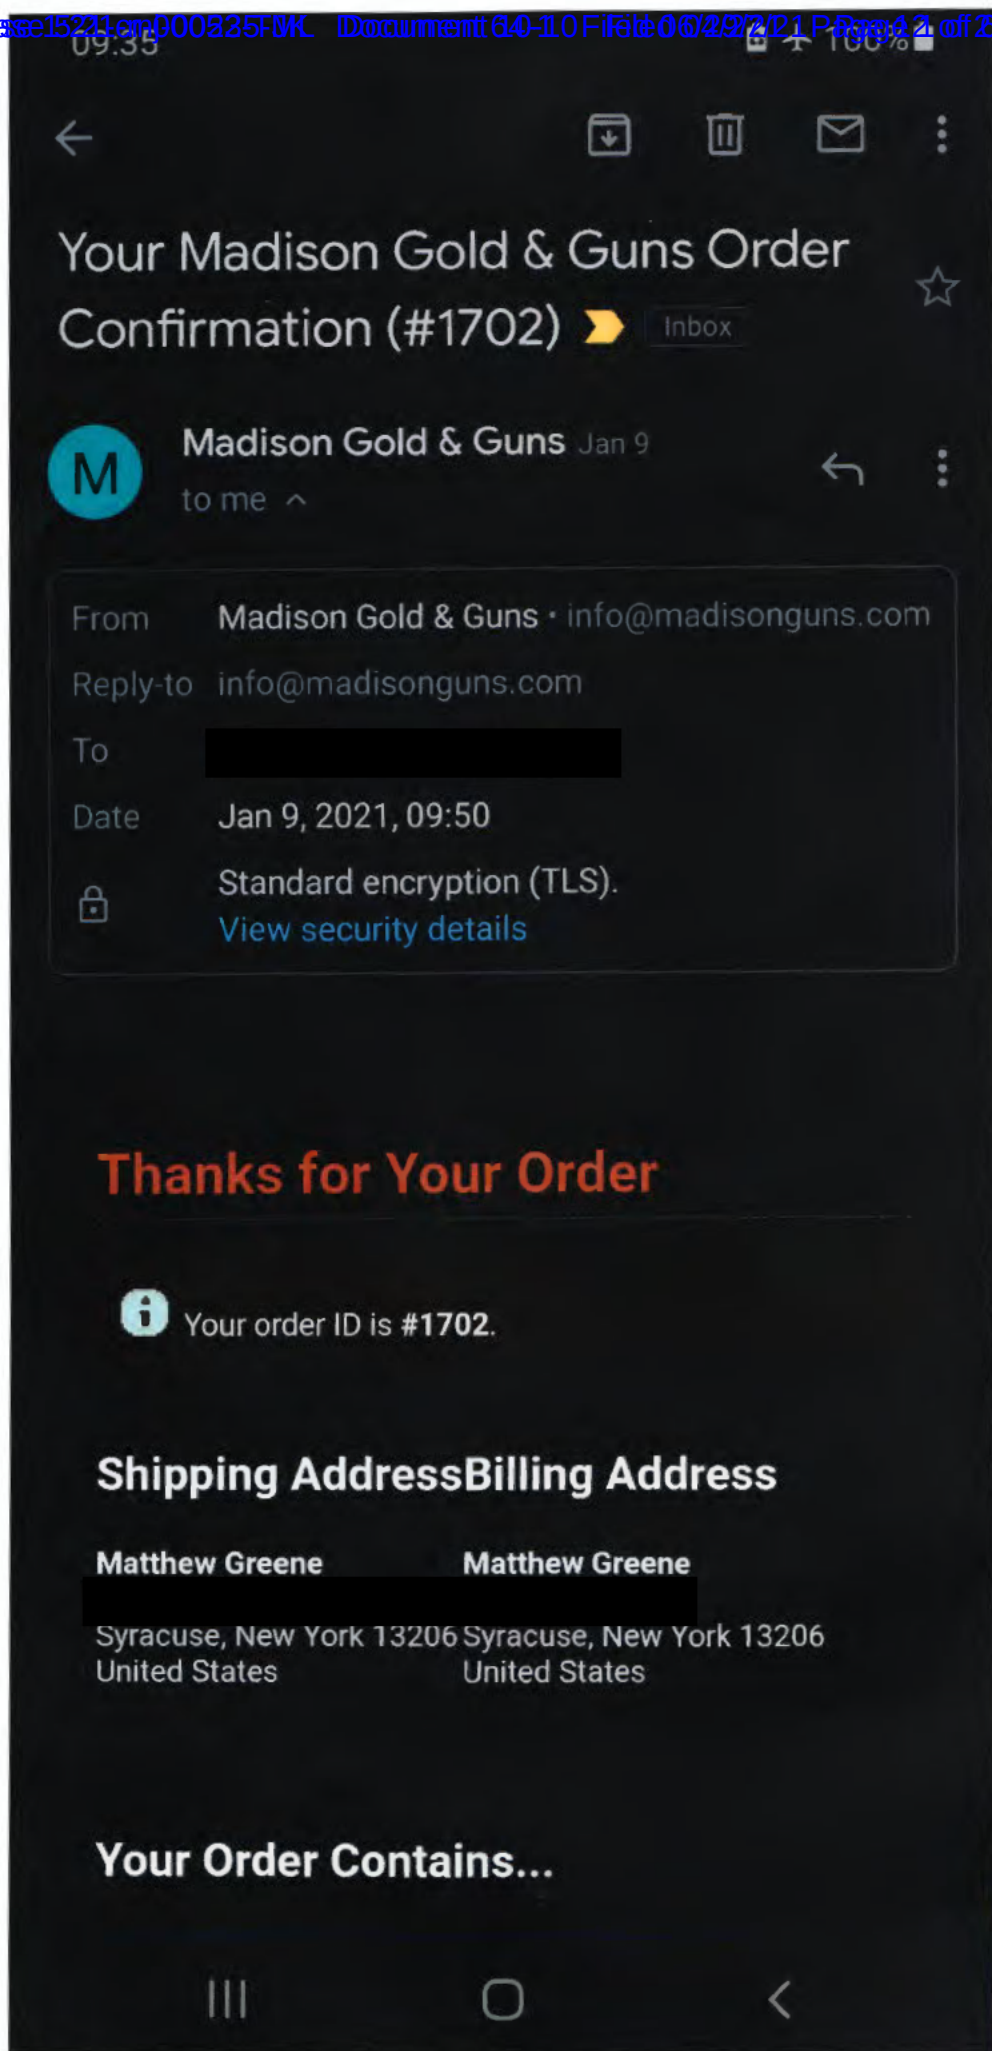 09:35 100%
Your Madison Gold & Guns Order
Confirmation (#1702) Inbox
M
Madison Gold & Guns Jan 9
to me
From Madison Gold & Guns · info@madisonguns.com
Reply-to info@madisonguns.com
To
Date Jan 9, 2021, 09:50
Standard encryption (TLS).
View security details
Thanks for Your Order
Your order ID is #1702.
Shipping Address Billing Address
Matthew Greene Matthew Greene
Syracuse, New York 13206 Syracuse, New York 13206
United States United States
Your Order Contains...